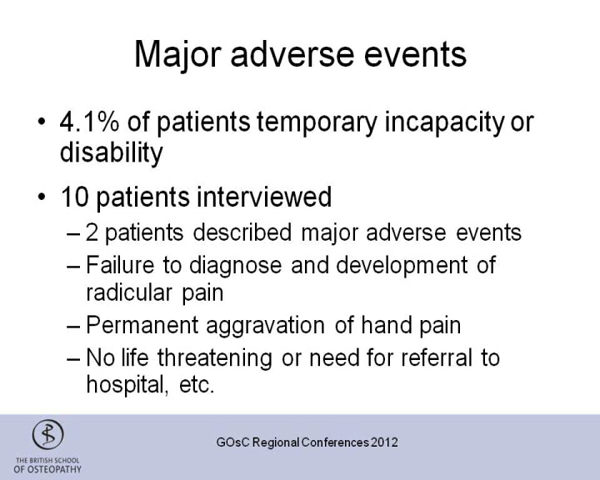 Major adverse events
• 4.1% of patients temporary incapacity or
disability
• 10 patients interviewed
– 2 patients described major adverse events
– Failure to diagnose and development of
radicular pain
– Permanent aggravation of hand pain
– No life threatening or need for referral to
hospital, etc.
GOsC Regional Conferences 2012
THE BRITISH SCHOOL
OF OSTEOPATHY